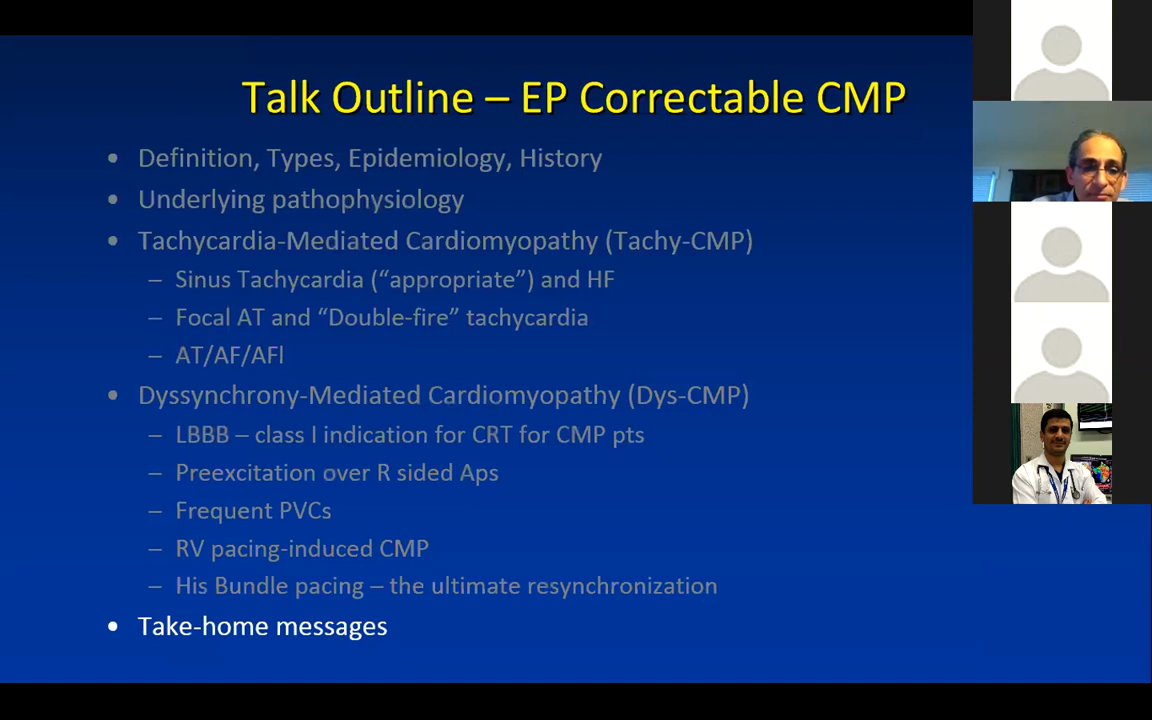 Talk Outline – EP Correctable CMP
• Definition, Types, Epidemiology, History
• Underlying pathophysiology
• Tachycardia-Mediated Cardiomyopathy (Tachy-CMP)
– Sinus Tachycardia (“appropriate”) and HF
– Focal AT and “Double-fire” tachycardia
– AT/AF/AFl
• Dyssynchrony-Mediated Cardiomyopathy (Dys-CMP)
– LBBB – class I indication for CRT for CMP pts
– Preexcitation over R sided Aps
– Frequent PVCs
– RV pacing-induced CMP
– His Bundle pacing – the ultimate resynchronization
• Take-home messages